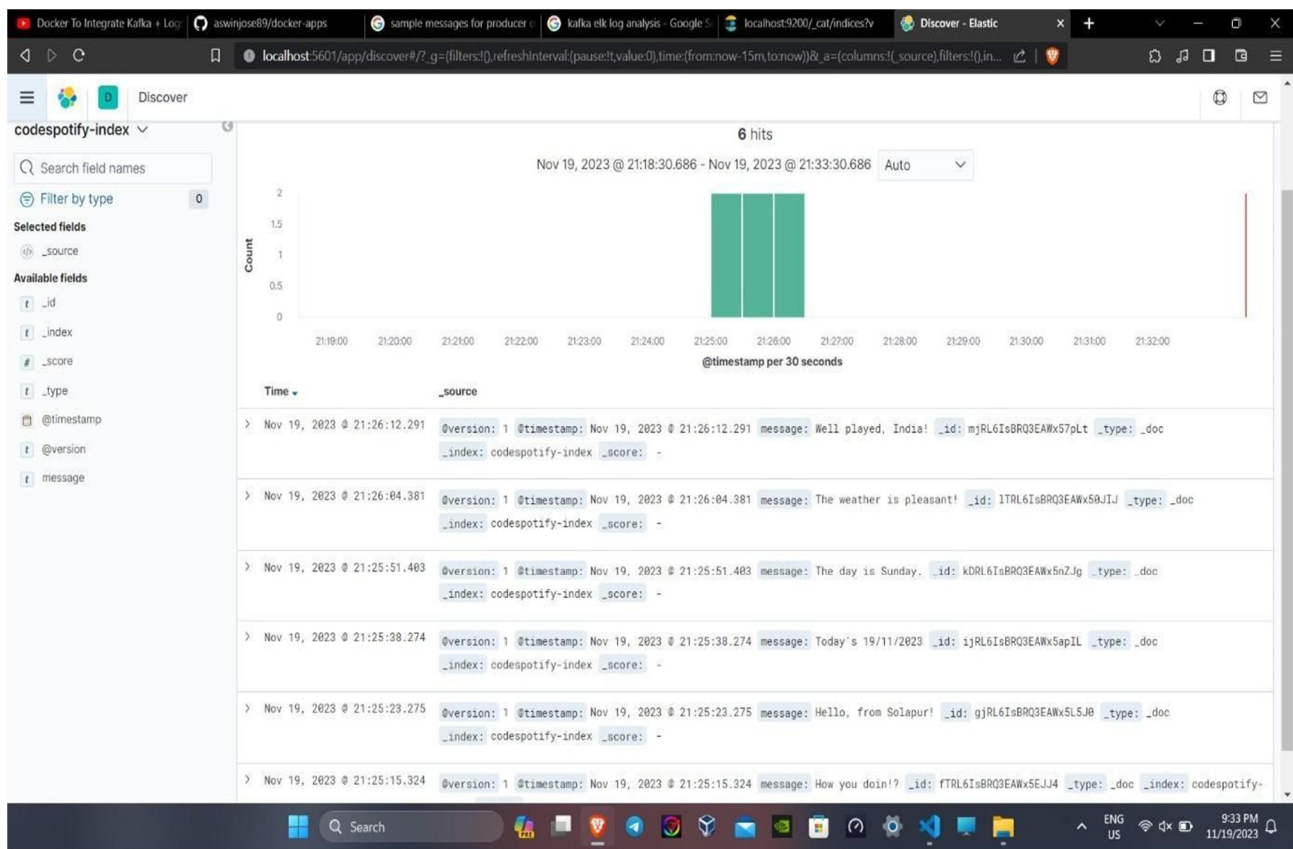 Docker To Integrate Kafka + Log
aswinjose89/docker-apps
sample messages for producer c
kafka elk log analysis - Google S
localhost:9200/_cat/indices?v
Discover - Elastic
localhost:5601/app/discover#/?_g=(filters:!(),refreshInterval:(pause:!t,value:0),time:(from:now-15m,to:now))&_a=(columns:!(_source),filters:!(),in...
D Discover
codespotify-index
Search field names
Filter by type 0
Selected fields
_source
Available fields
t _id
t _index
# _score
t _type
@timestamp
t @version
t message
6 hits
Nov 19, 2023 @ 21:18:30.686 - Nov 19, 2023 @ 21:33:30.686 Auto
Count
2
1.5
1
0.5
0
21:19:00 21:20:00 21:21:00 21:22:00 21:23:00 21:24:00 21:25:00 21:26:00 21:27:00 21:28:00 21:29:00 21:30:00 21:31:00 21:32:00
@timestamp per 30 seconds
Time _source
Nov 19, 2023 @ 21:26:12.291 @version: 1 @timestamp: Nov 19, 2023 @ 21:26:12.291 message: Well played, India! _id: mjRL6IsBRQ3EAWx57pLt _type: _doc
_index: codespotify-index _score: -
Nov 19, 2023 @ 21:26:04.381 @version: 1 @timestamp: Nov 19, 2023 @ 21:26:04.381 message: The weather is pleasant! _id: lTRL6IsBRQ3EAWx50JIJ _type: _doc
_index: codespotify-index _score: -
Nov 19, 2023 @ 21:25:51.403 @version: 1 @timestamp: Nov 19, 2023 @ 21:25:51.403 message: The day is Sunday. _id: kDRL6IsBRQ3EAWx5nZJg _type: _doc
_index: codespotify-index _score: -
Nov 19, 2023 @ 21:25:38.274 @version: 1 @timestamp: Nov 19, 2023 @ 21:25:38.274 message: Today's 19/11/2023 _id: ijRL6IsBRQ3EAWx5apIL _type: _doc
_index: codespotify-index _score: -
Nov 19, 2023 @ 21:25:23.275 @version: 1 @timestamp: Nov 19, 2023 @ 21:25:23.275 message: Hello, from Solapur! _id: gjRL6IsBRQ3EAWx5L5J0 _type: _doc
_index: codespotify-index _score: -
Nov 19, 2023 @ 21:25:15.324 @version: 1 @timestamp: Nov 19, 2023 @ 21:25:15.324 message: How you doin!? _id: fTRL6IsBRQ3EAWx5EJJ4 _type: _doc _index: codespotify-
Search
PRE
ENG
US
9:33 PM
11/19/2023